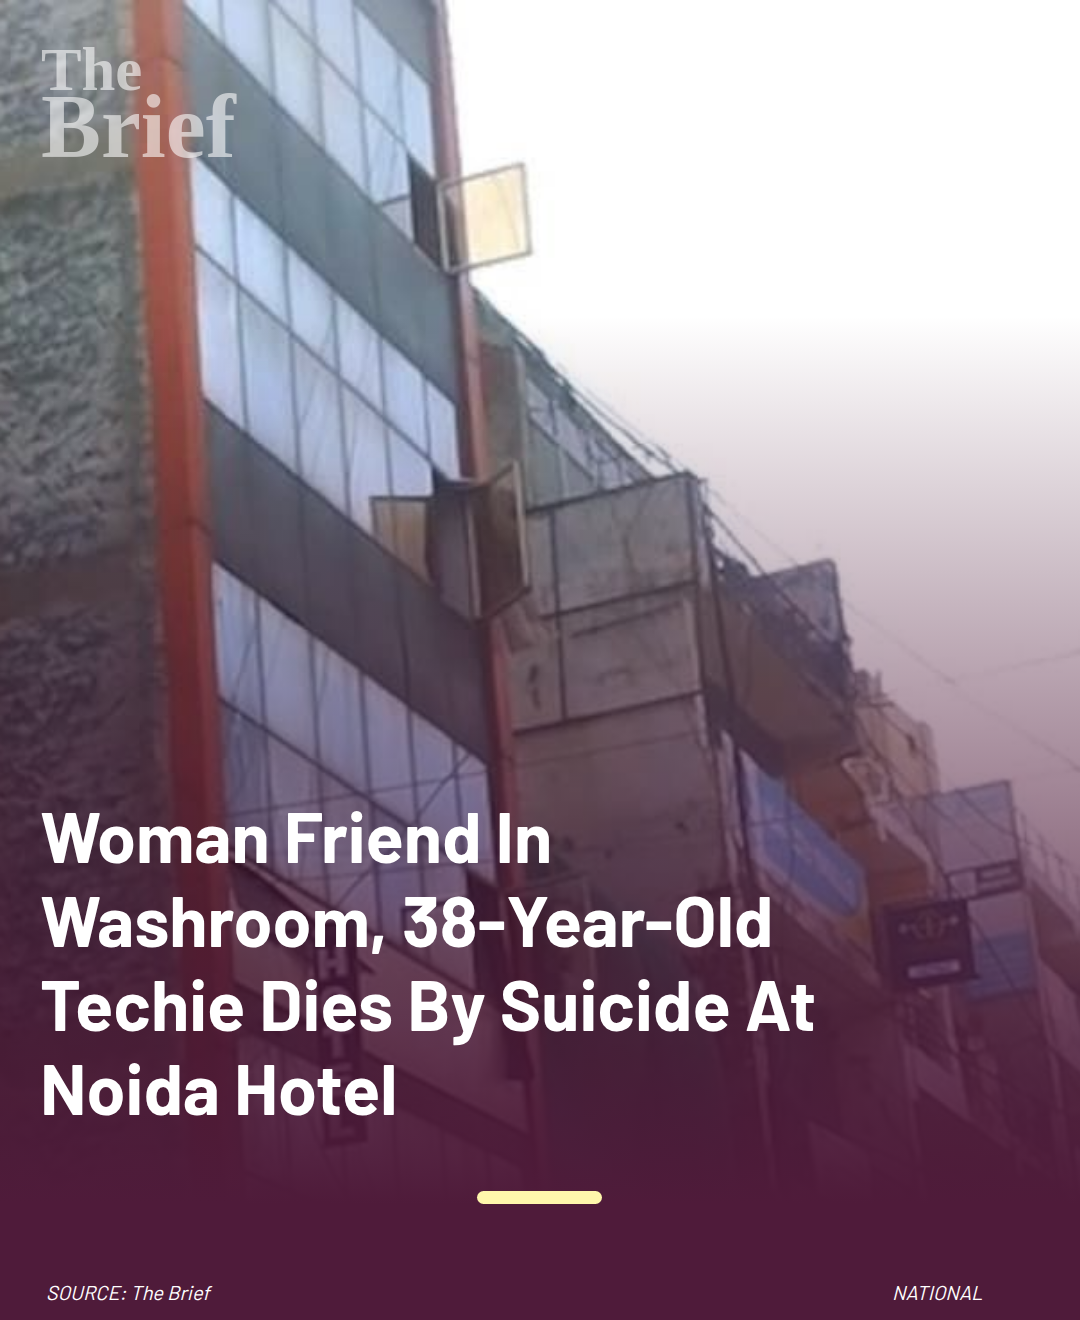 The
Brief
Woman Friend In
Washroom, 38-Year-Old
Techie Dies By Suicide At
Noida Hotel
SOURCE: The Brief
NATIONAL